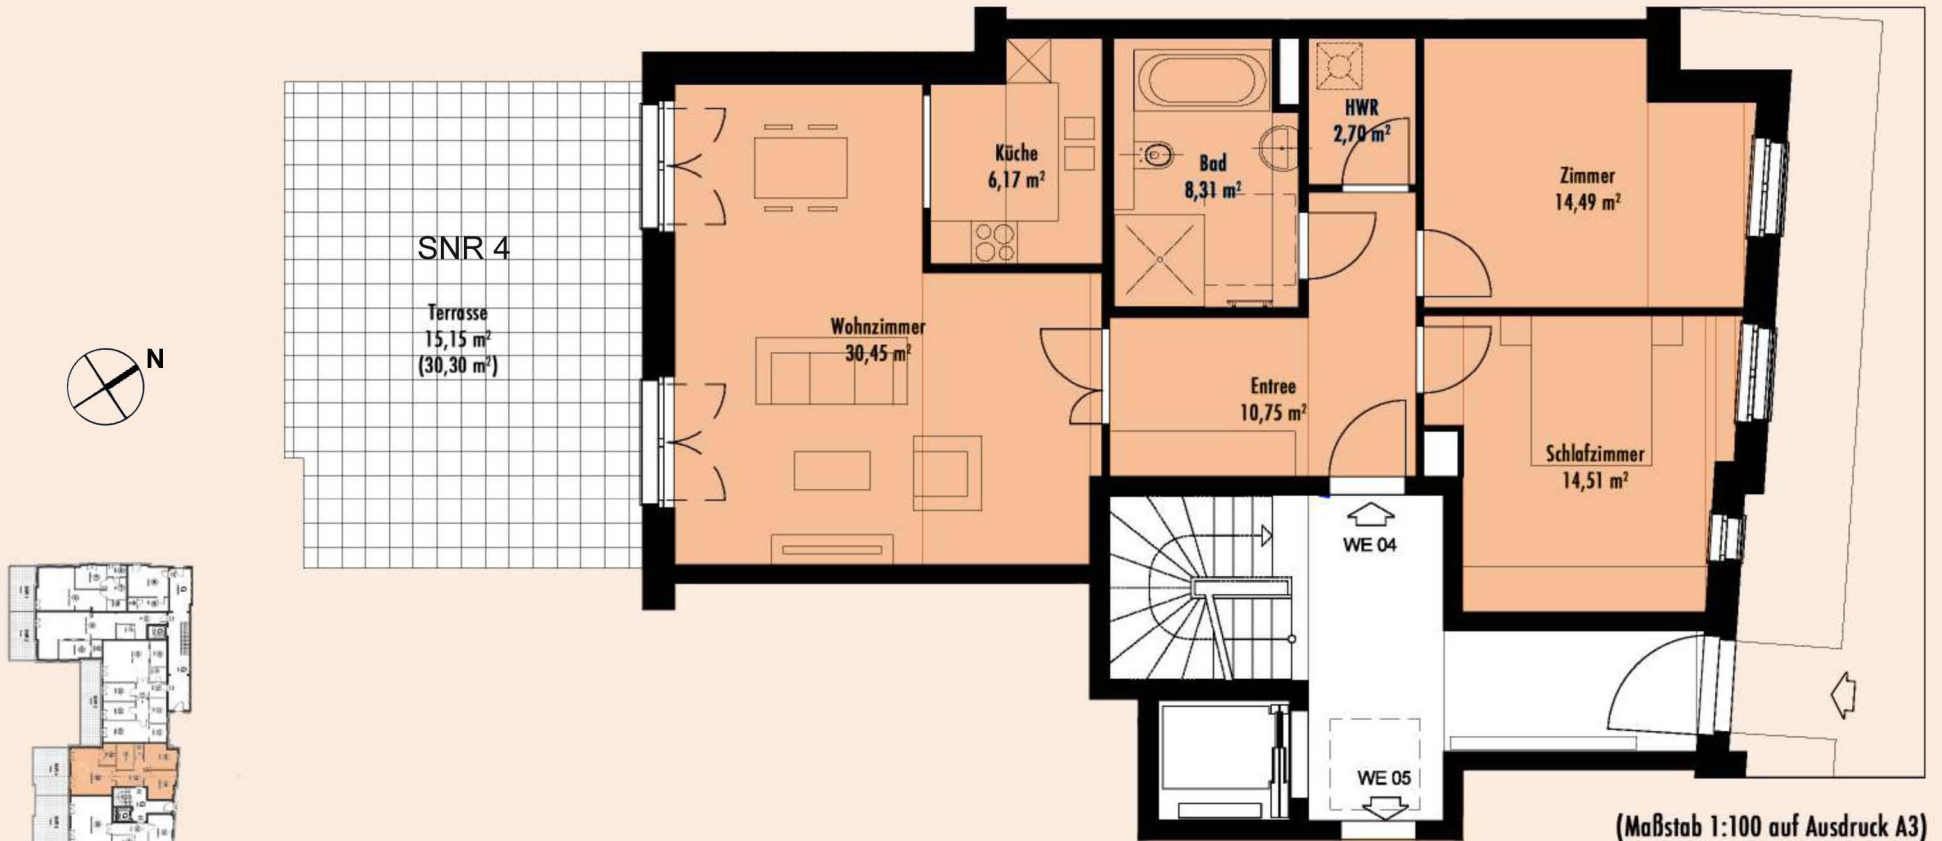 SNR 4
Terrasse
15,15 m²
(30,30 m²)
N
Wohnzimmer
30,45 m²
Küche
6,17 m²
Bad
8,31 m²
HWR
2,70 m²
Zimmer
14,49 m²
Entree
10,75 m²
Schlafzimmer
14,51 m²
WE 04
WE 05
(Maßstab 1:100 auf Ausdruck A3)